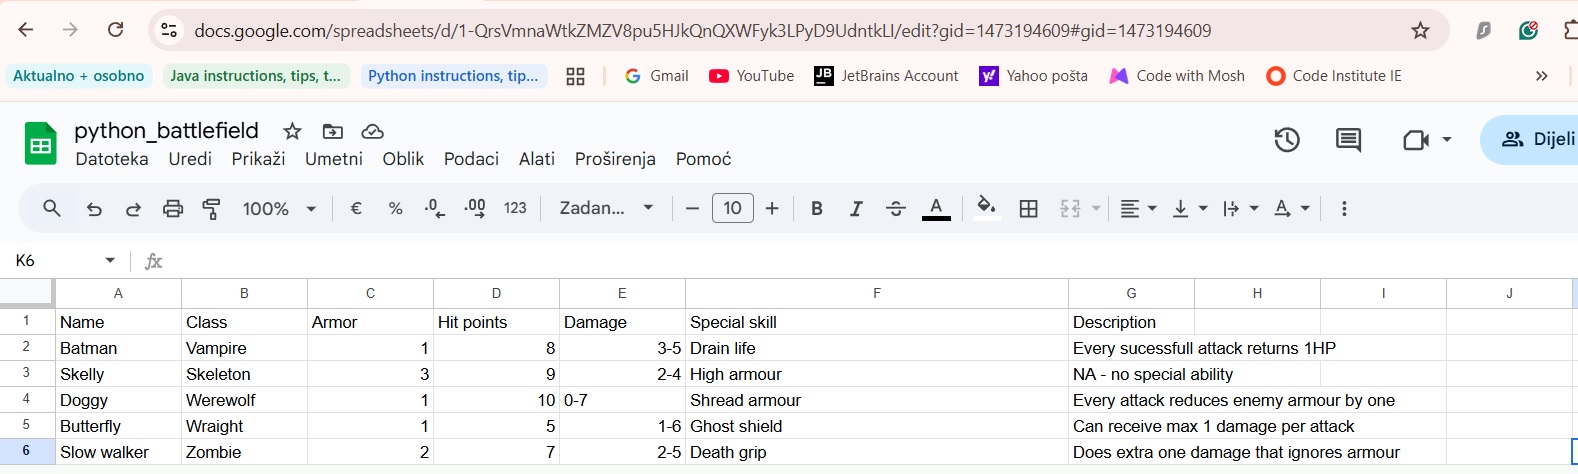 docs.google.com/spreadsheets/d/1-QrsVmnaWtkZMZV8pu5HJkQnQXWFyk3LPyD9UdntkLI/edit?gid=1473194609#gid=1473194609
Aktualno + osobno Java instructions, tips, t... Python instructions, tip... Gmail YouTube JetBrains Account Yahoo pošta Code with Mosh Code Institute IE »
python_battlefield
Datoteka Uredi Prikaži Umetni Oblik Podaci Alati Proširenja Pomoć
Dijeli
100% € % .0 .00 123 Zadan... − 10 + B I S A
K6 fx
A B C D E F G H I J
1 Name Class Armor Hit points Damage Special skill Description
2 Batman Vampire 1 8 3-5 Drain life Every sucessfull attack returns 1HP
3 Skelly Skeleton 3 9 2-4 High armour NA - no special ability
4 Doggy Werewolf 1 10 0-7 Shread armour Every attack reduces enemy armour by one
5 Butterfly Wraight 1 5 1-6 Ghost shield Can receive max 1 damage per attack
6 Slow walker Zombie 2 7 2-5 Death grip Does extra one damage that ignores armour